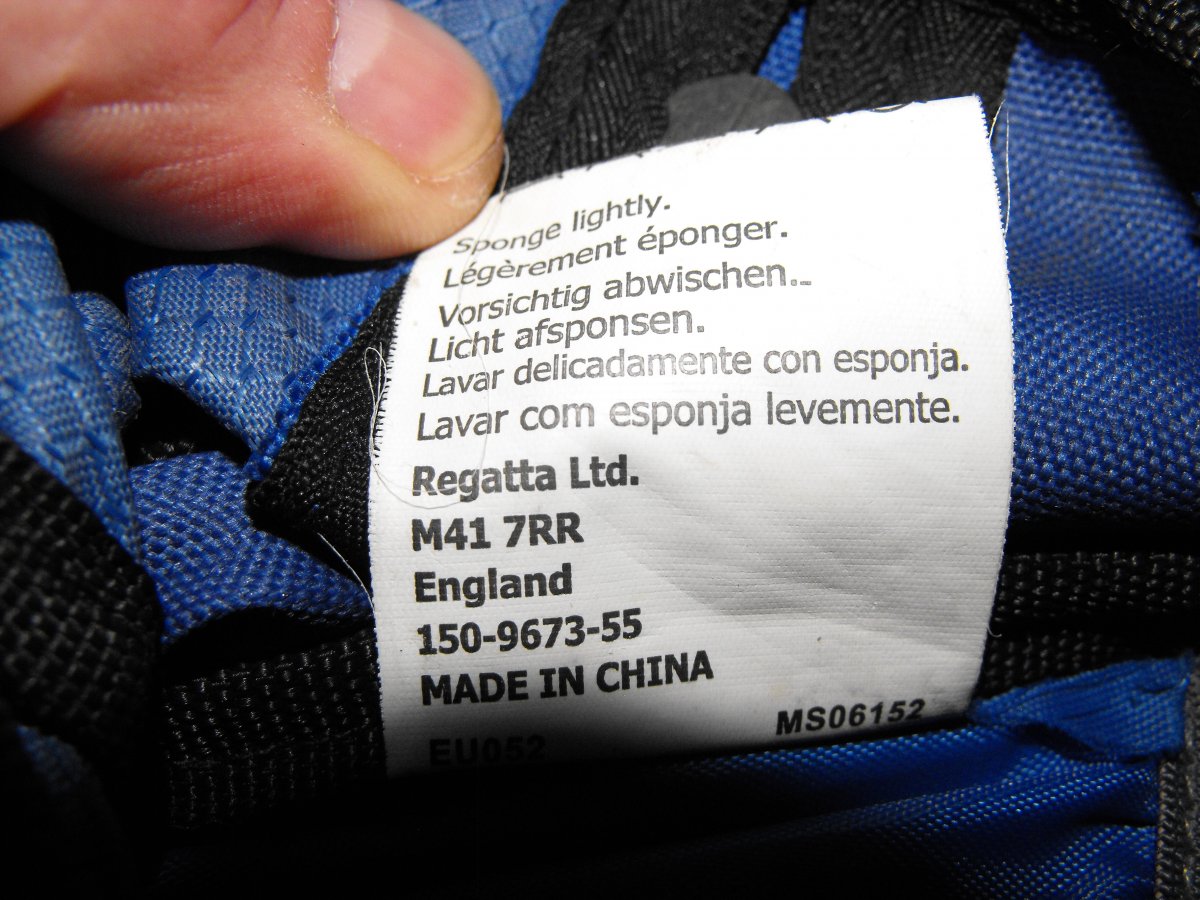 Sponge lightly.
Légèrement éponger.
Vorsichtig abwischen..
Licht afsponsen.
Lavar delicadamente con esponja.
Lavar com esponja levemente.
Regatta Ltd.
M41 7RR
England
150-9673-55
MADE IN CHINA
MS06152
EU052